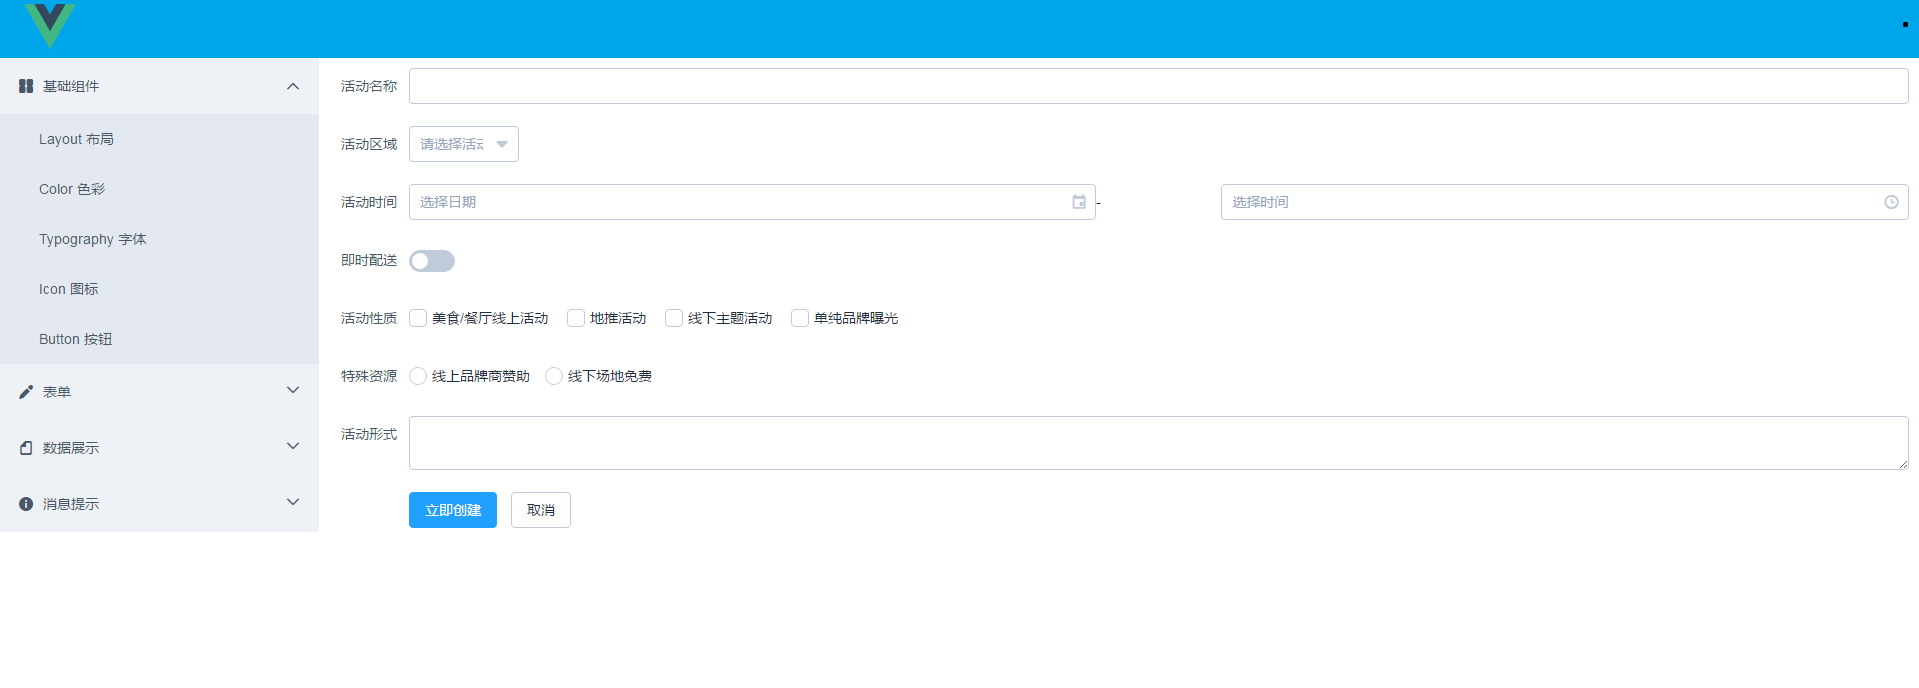 基础组件
Layout 布局
Color 色彩
Typography 字体
Icon 图标
Button 按钮
表单
数据展示
消息提示
活动名称
活动区域 请选择活动
活动时间 选择日期 - 选择时间
即时配送
活动性质 美食/餐厅线上活动 地推活动 线下主题活动 单纯品牌曝光
特殊资源 线上品牌商赞助 线下场地免费
活动形式
立即创建 取消